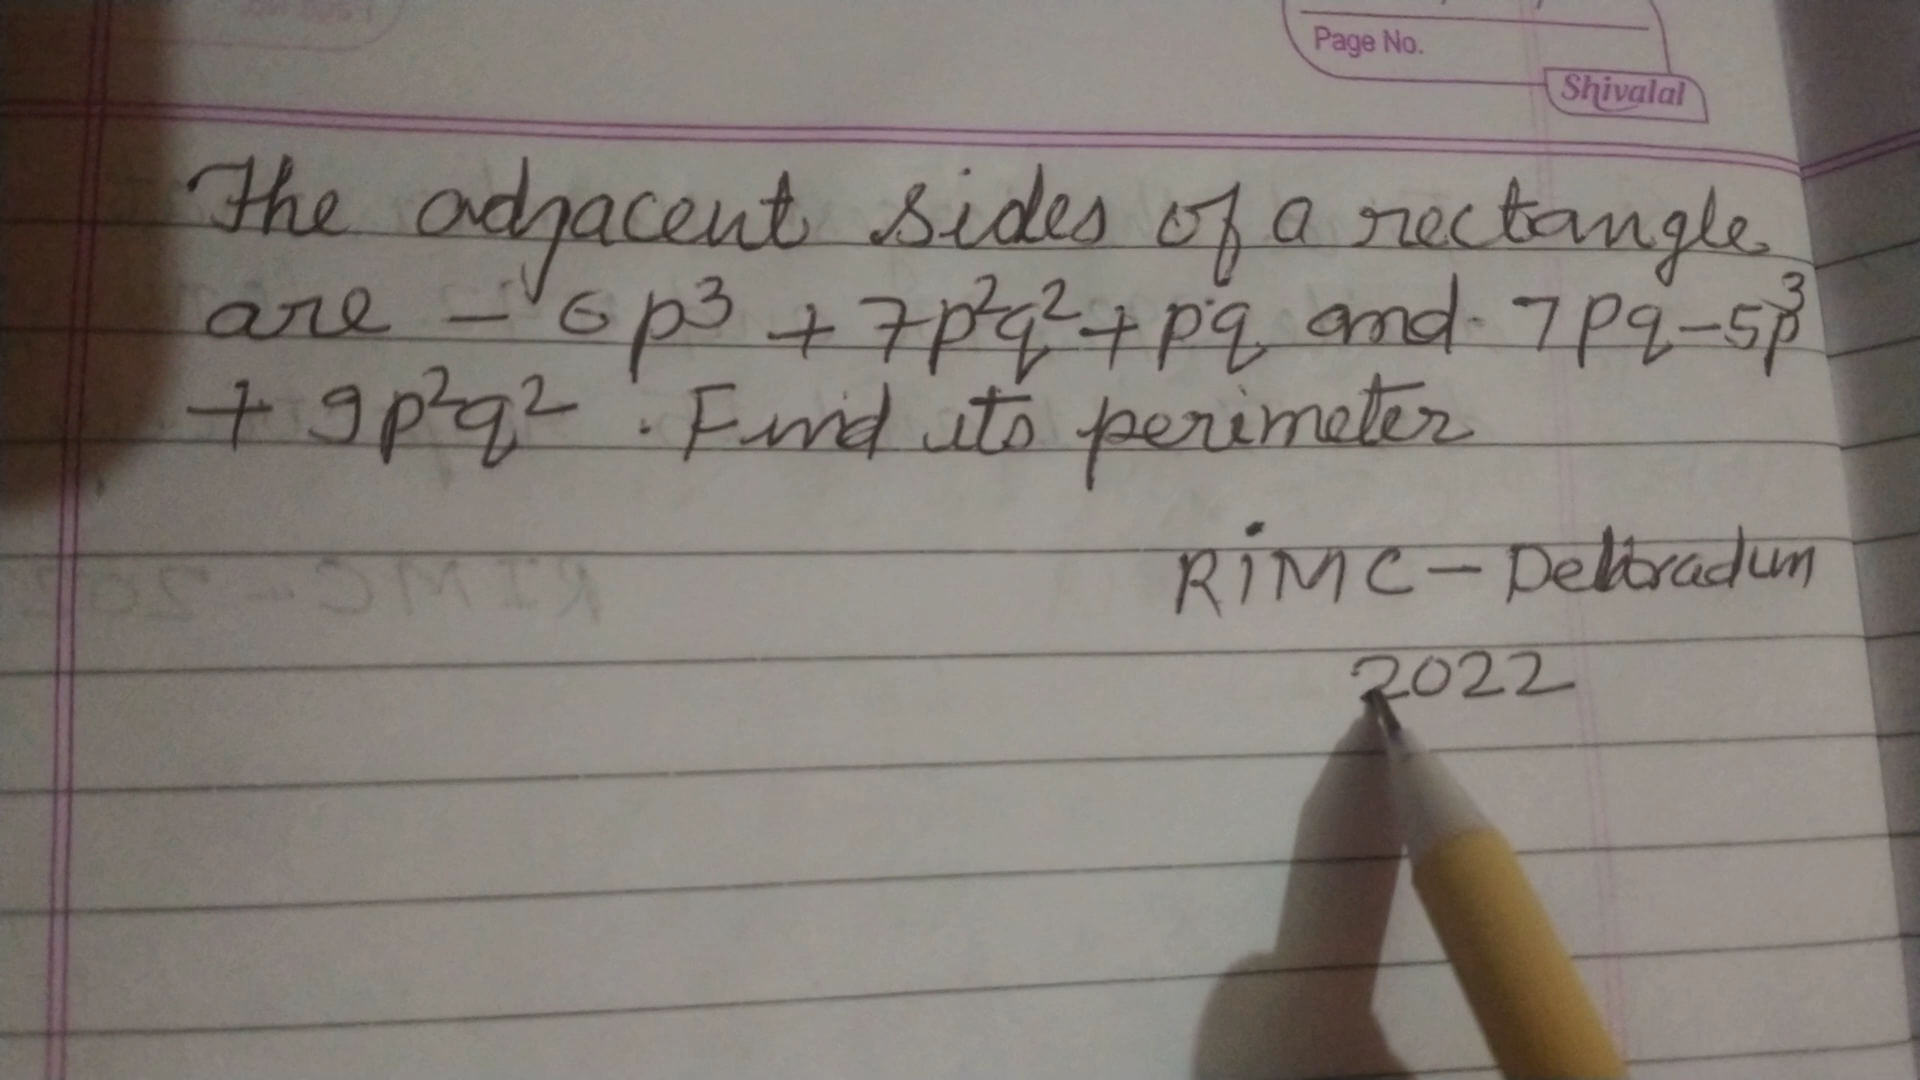 Page No.
Shivalal
The adjacent sides of a rectangle
are - 6p³ + 7p²q² + pq and 7pq - 5p³
+ 9p²q² . Find its perimeter
RIMC - Dehradum
2022